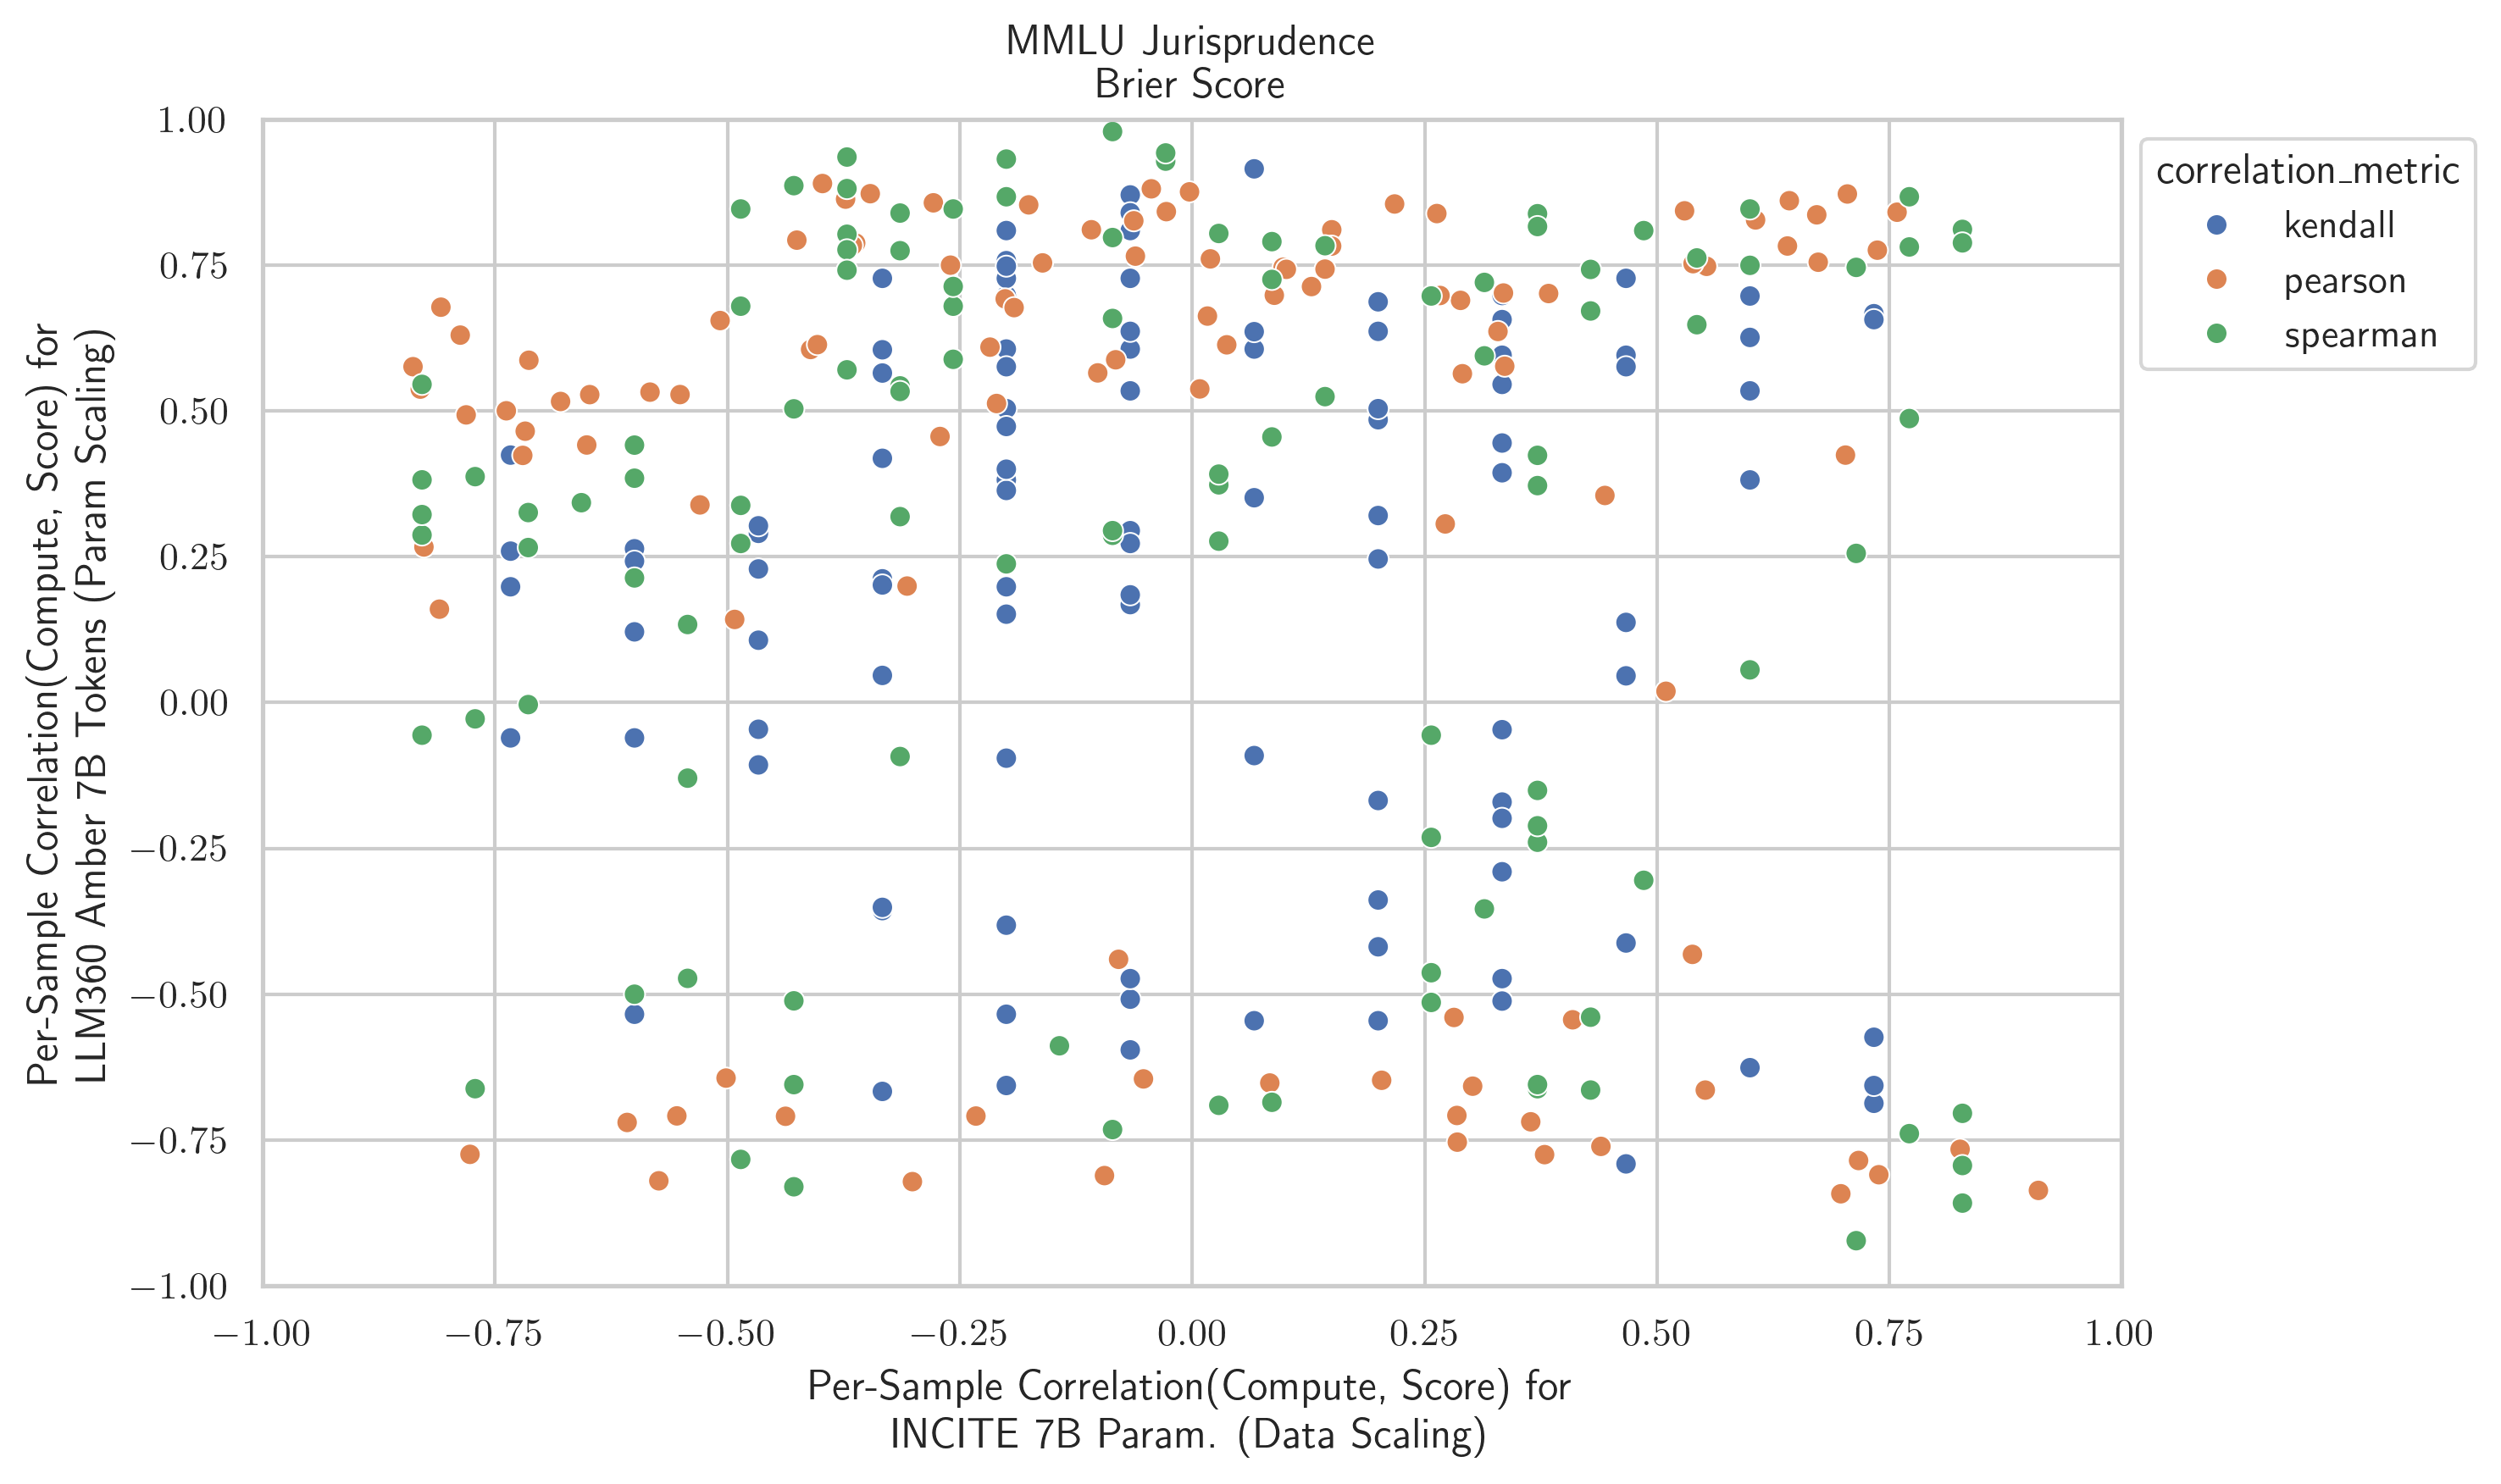 MMLU Jurisprudence
Brier Score
Per-Sample Correlation(Compute, Score) for
LLM360 Amber 7B Tokens (Param Scaling)
1.00
0.75
0.50
0.25
0.00
−0.25
−0.50
−0.75
−1.00
−1.00
−0.75
−0.50
−0.25
0.00
0.25
0.50
0.75
1.00
Per-Sample Correlation(Compute, Score) for
INCITE 7B Param. (Data Scaling)
correlation_metric
kendall
pearson
spearman